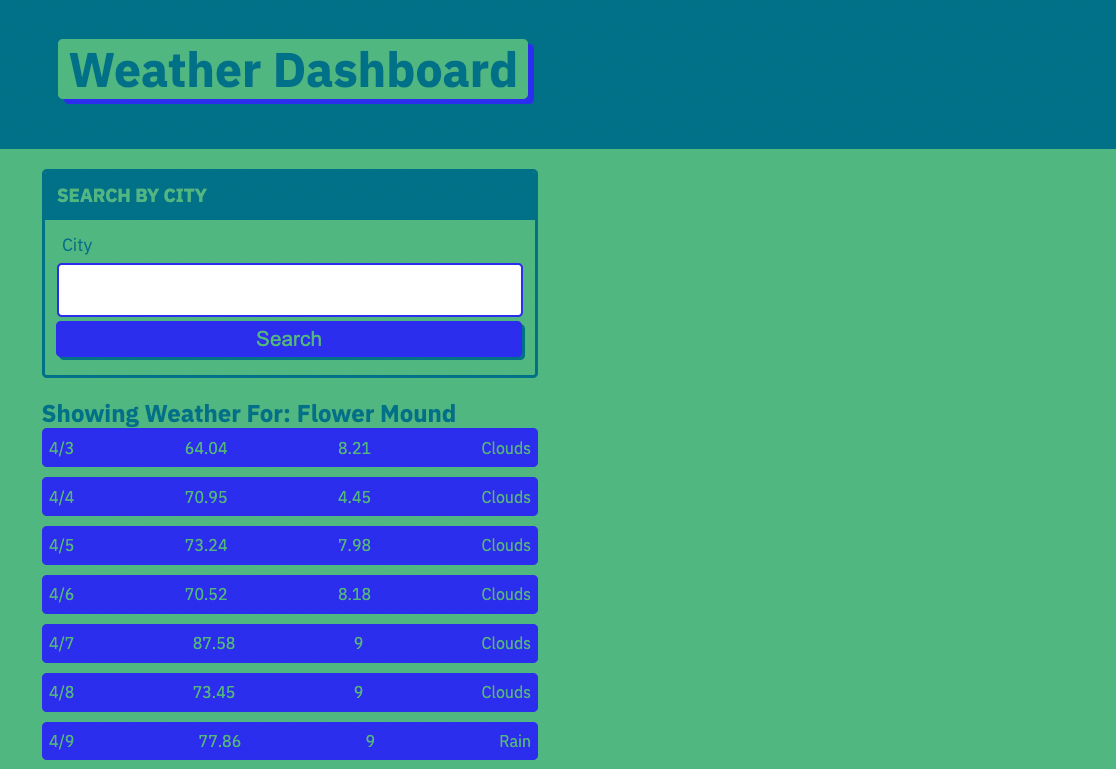 Weather Dashboard
SEARCH BY CITY
City
Search
Showing Weather For: Flower Mound
4/3 64.04 8.21 Clouds
4/4 70.95 4.45 Clouds
4/5 73.24 7.98 Clouds
4/6 70.52 8.18 Clouds
4/7 87.58 9 Clouds
4/8 73.45 9 Clouds
4/9 77.86 9 Rain